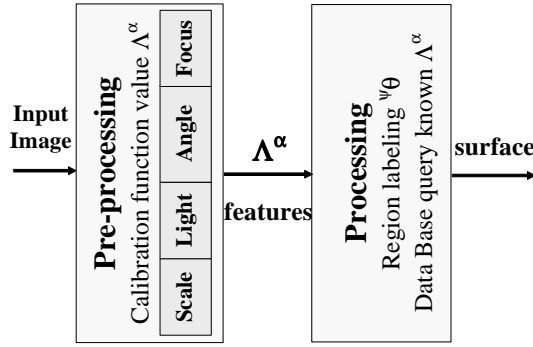 Input
Image
Pre-processing
Calibration function value Λ^α
Scale
Light
Angle
Focus
Λ^α
features
Processing
Region labeling ^ψθ
Data Base query known Λ^α
surface